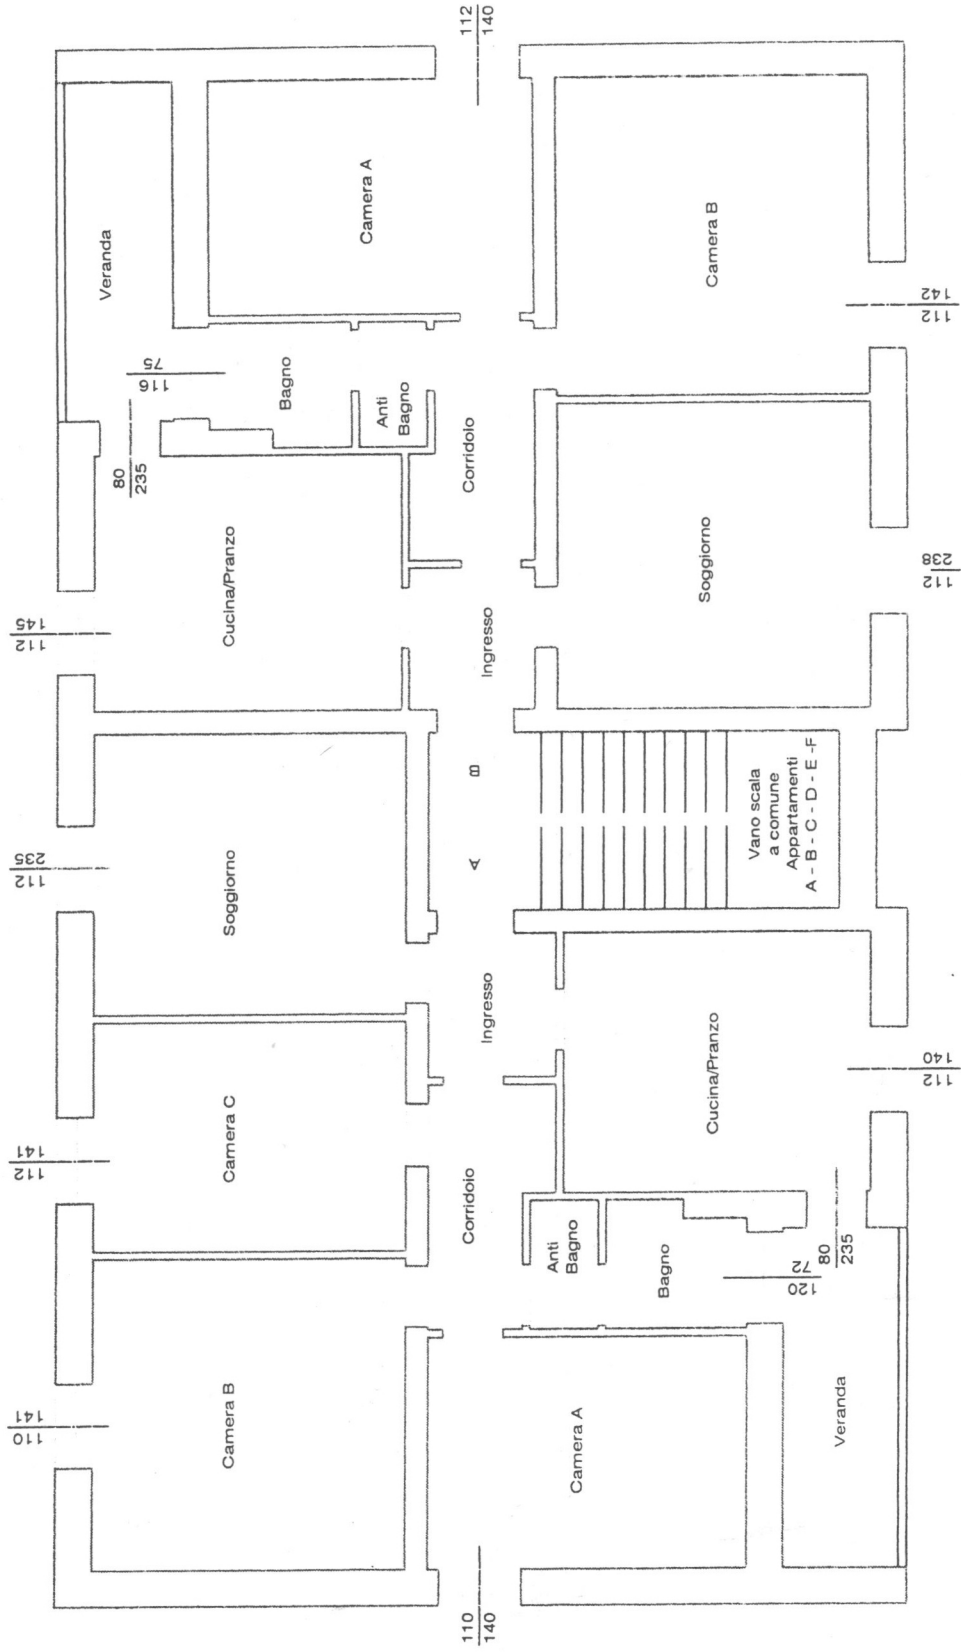 112
140
Veranda
Camera A
Camera B
142
112
75
116
Bagno
Anti
Bagno
Corridoio
80
235
Cucina/Pranzo
145
112
Soggiorno
238
112
Ingresso
B
A
Vano scala
a comune
Appartamenti
A - B - C - D - E -F
235
112
Soggiorno
Ingresso
Cucina/Pranzo
140
112
141
112
Camera C
Corridoio
Anti
Bagno
Bagno
72
120
80
235
141
110
Camera B
Camera A
Veranda
110
140